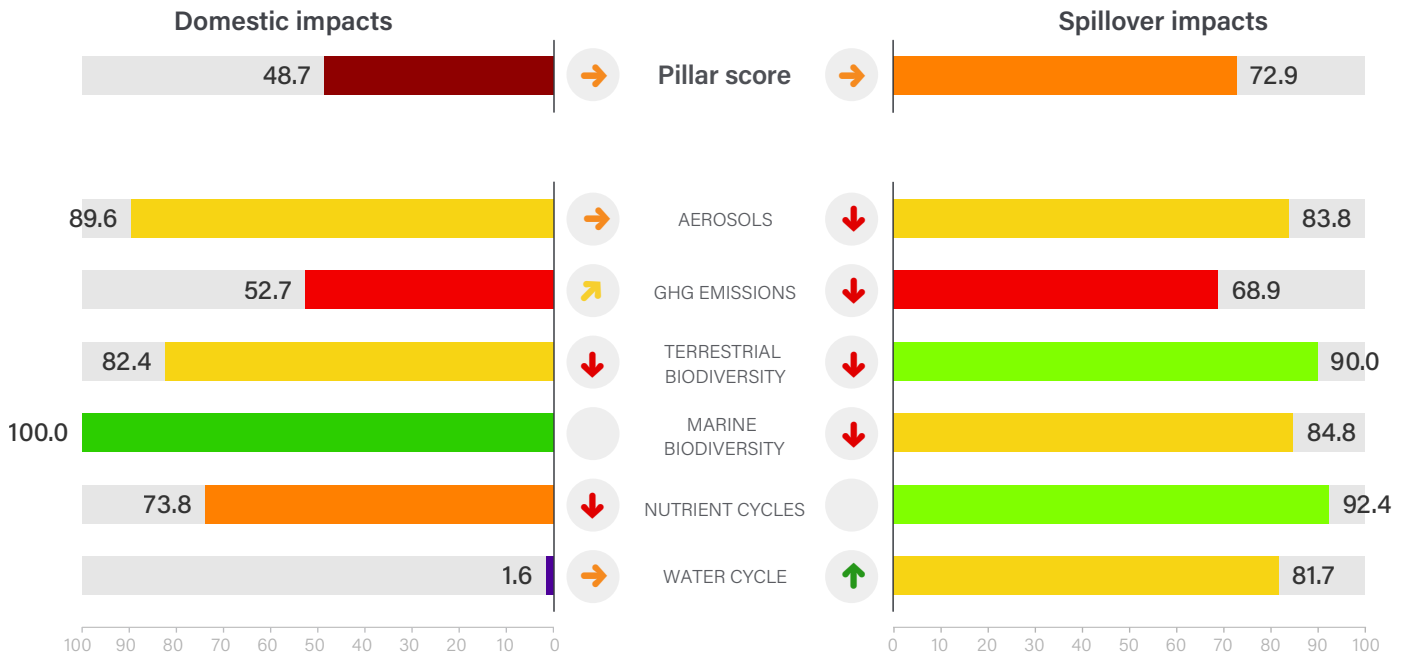 Domestic impacts
Spillover impacts
48.7
Pillar score
72.9
89.6
AEROSOLS
83.8
52.7
GHG EMISSIONS
68.9
82.4
TERRESTRIAL
BIODIVERSITY
90.0
100.0
MARINE
BIODIVERSITY
84.8
73.8
NUTRIENT CYCLES
92.4
1.6
WATER CYCLE
81.7
100 90 80 70 60 50 40 30 20 10 0
0 10 20 30 40 50 60 70 80 90 100